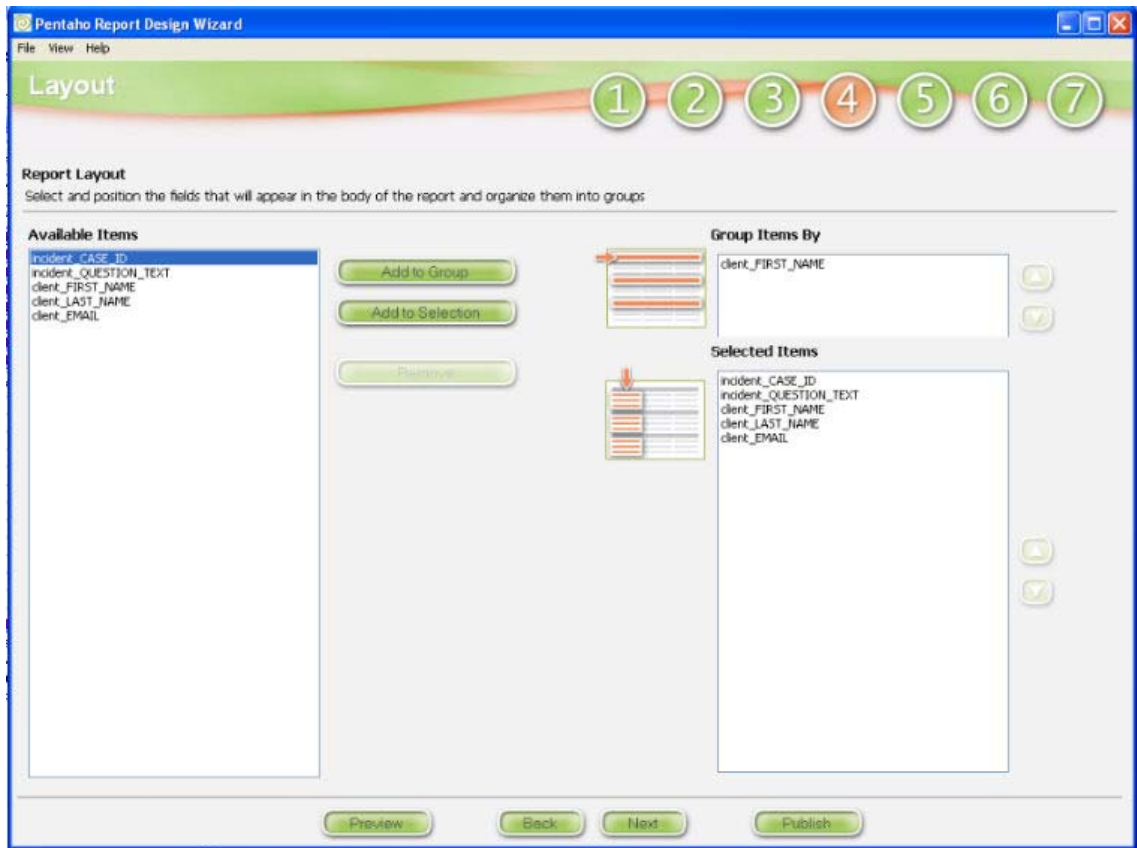 Pentaho Report Design Wizard
File View Help
Layout
1 2 3 4 5 6 7
Report Layout
Select and position the fields that will appear in the body of the report and organize them into groups
Available Items
incident_CASE_ID
incident_QUESTION_TEXT
client_FIRST_NAME
client_LAST_NAME
client_EMAIL
Add to Group
Add to Selection
Remove
Group Items By
client_FIRST_NAME
Selected Items
incident_CASE_ID
incident_QUESTION_TEXT
client_FIRST_NAME
client_LAST_NAME
client_EMAIL
Preview Back Next Publish